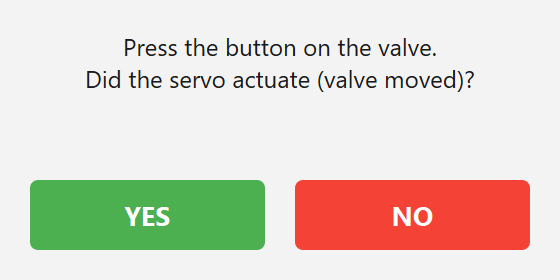 Press the button on the valve.
Did the servo actuate (valve moved)?
YES
NO